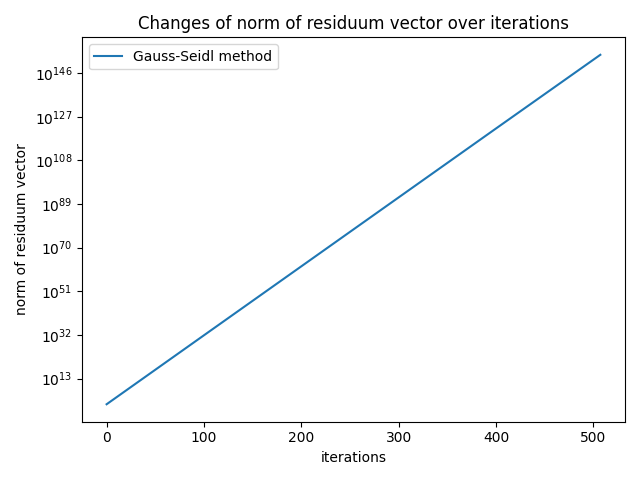 Changes of norm of residuum vector over iterations
Gauss-Seidl method
norm of residuum vector
10^146
10^127
10^108
10^89
10^70
10^51
10^32
10^13
0 100 200 300 400 500
iterations